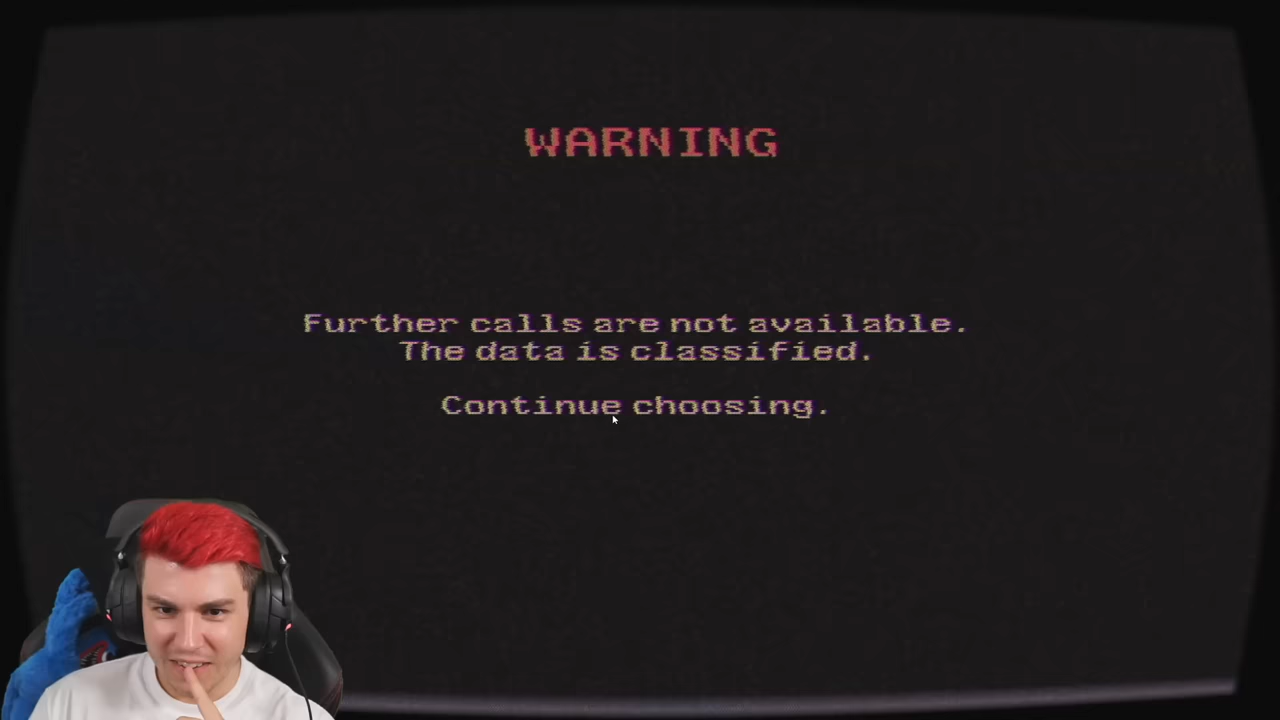 WARNING
Further calls are not available.
The data is classified.
Continue choosing.